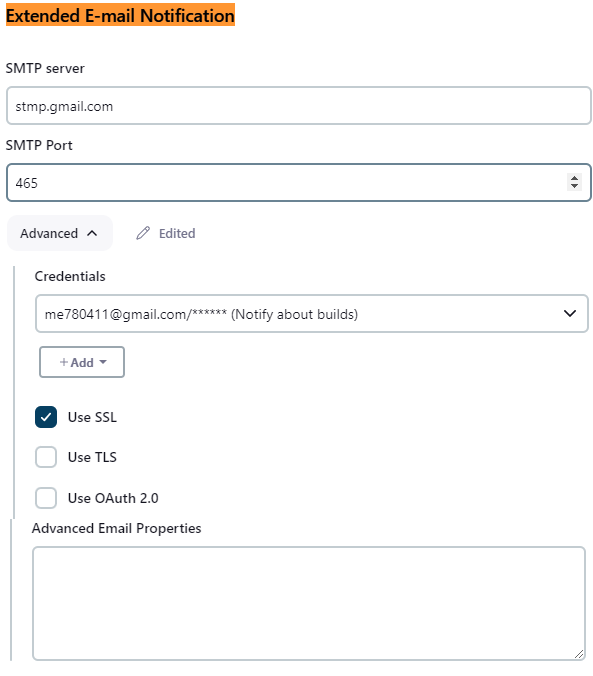 Extended E-mail Notification
SMTP server
stmp.gmail.com
SMTP Port
465
Advanced Edited
Credentials
me780411@gmail.com/****** (Notify about builds)
+ Add
Use SSL
Use TLS
Use OAuth 2.0
Advanced Email Properties